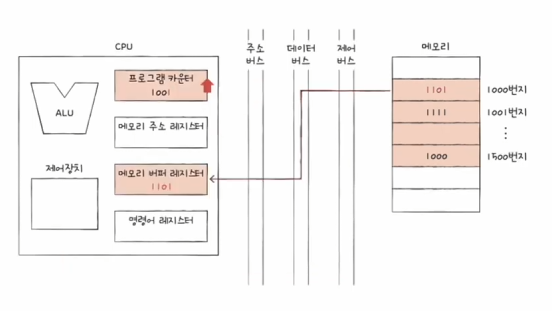 CPU
프로그램 카운터
1001
ALU
메모리 주소 레지스터
제어장치
메모리 버퍼 레지스터
1101
명령어 레지스터
주소
버스
데이터
버스
제어
버스
메모리
1101
1000번지
1111
1001번지
⋮
1000
1500번지